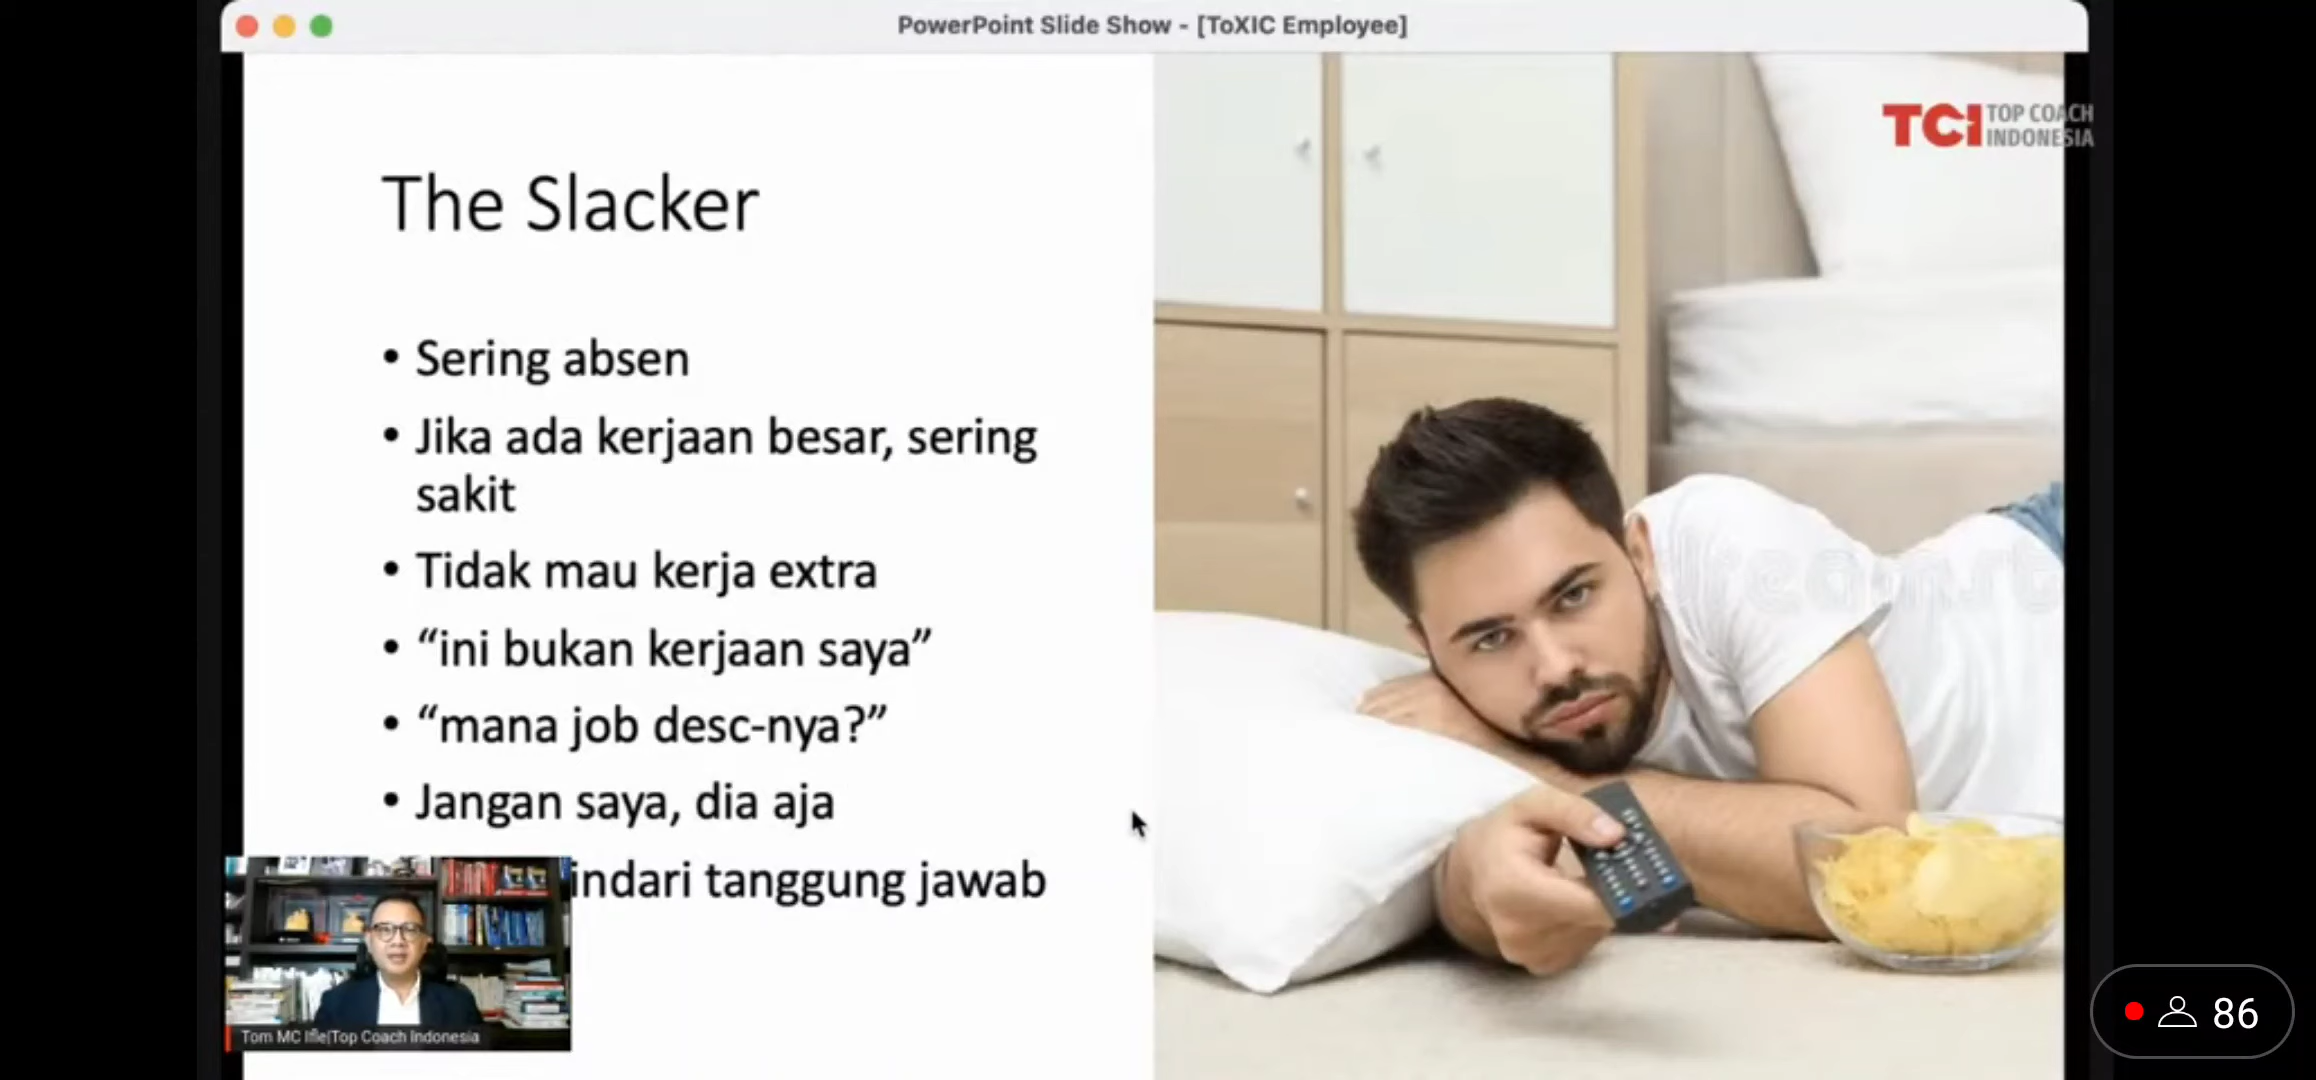 PowerPoint Slide Show - [ToXIC Employee]
TCI TOP COACH
INDONESIA
The Slacker
• Sering absen
• Jika ada kerjaan besar, sering
sakit
• Tidak mau kerja extra
• “ini bukan kerjaan saya”
• “mana job desc-nya?”
• Jangan saya, dia aja
indari tanggung jawab
Tom MC Ifle|Top Coach Indonesia
86